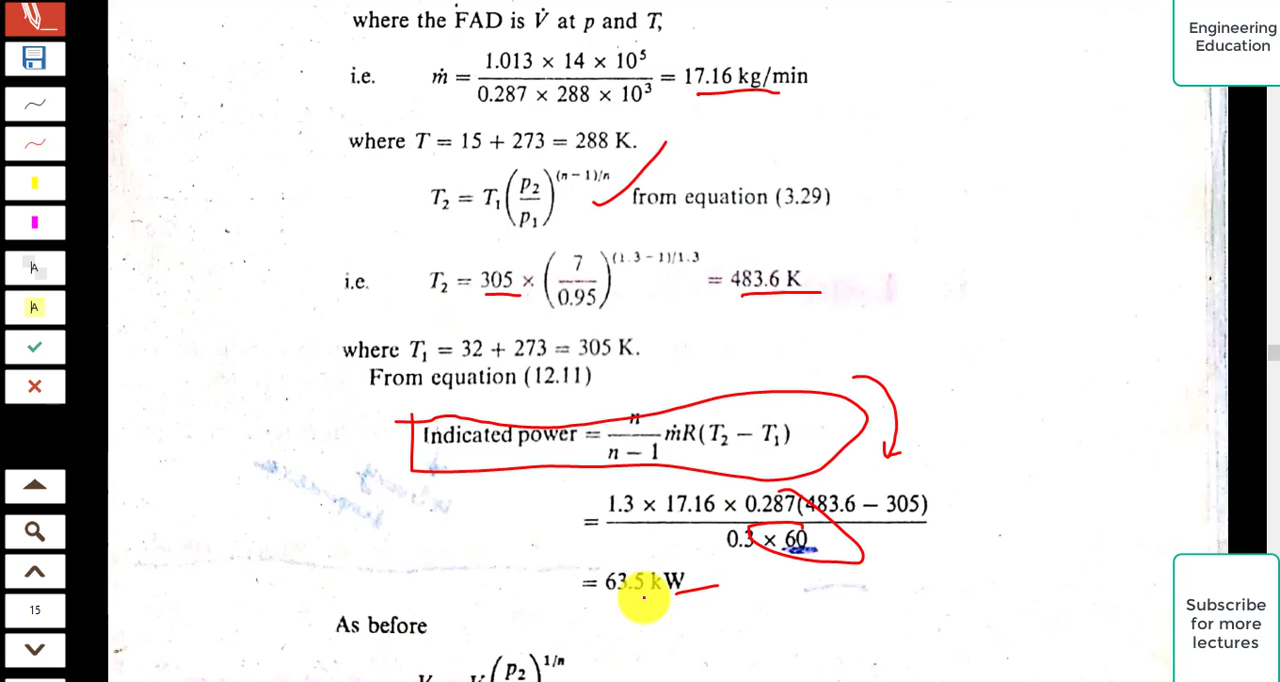 where the FAD is V̇ at p and T,
i.e. ṁ = (1.013 × 14 × 10⁵) / (0.287 × 288 × 10³) = 17.16 kg/min
where T = 15 + 273 = 288 K.
T₂ = T₁(p₂/p₁)^(n − 1)/n from equation (3.29)
i.e. T₂ = 305 × (7/0.95)^(1.3 − 1)/1.3 = 483.6 K
where T₁ = 32 + 273 = 305 K.
From equation (12.11)
Indicated power = n/(n − 1) ṁR(T₂ − T₁)
= 1.3 × 17.16 × 0.287(483.6 − 305) / 0.3 × 60
= 63.5 kW
As before
(p₂ )^1/n
Engineering
Education
Subscribe
for more
lectures
A
A
15